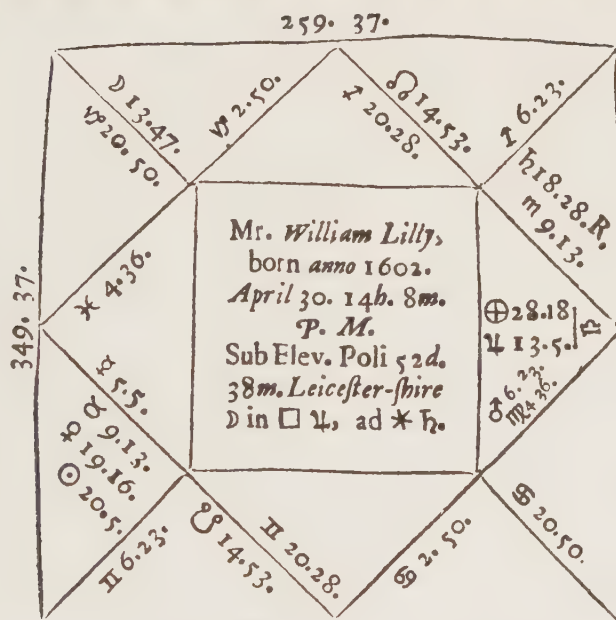 259. 37.
☽ 13.47.
♑ 20. 50.
♑ 2.50.
☊ 14.53.
♐ 20.28.
♐ 6.23.
♄ 18.28.R.
♏ 9.13.
349. 37.
♓ 4.36.
Mr. William Lilly,
born anno 1602.
April 30. 14h. 8m.
P. M.
Sub Elev. Poli 52d.
38m. Leicester-shire
☽ in □ ♃, ad ✶ ♄.
⊕ 28.18
♃ 13.5.
♎
♂ 6.23.
♍ 4 36.
☿ 5.5.
♉ 9.13.
♀ 19.16.
☉ 20.5.
♊ 6.23.
☋ 14.53.
♊ 20.28.
♋ 2.50.
♋ 20.50.